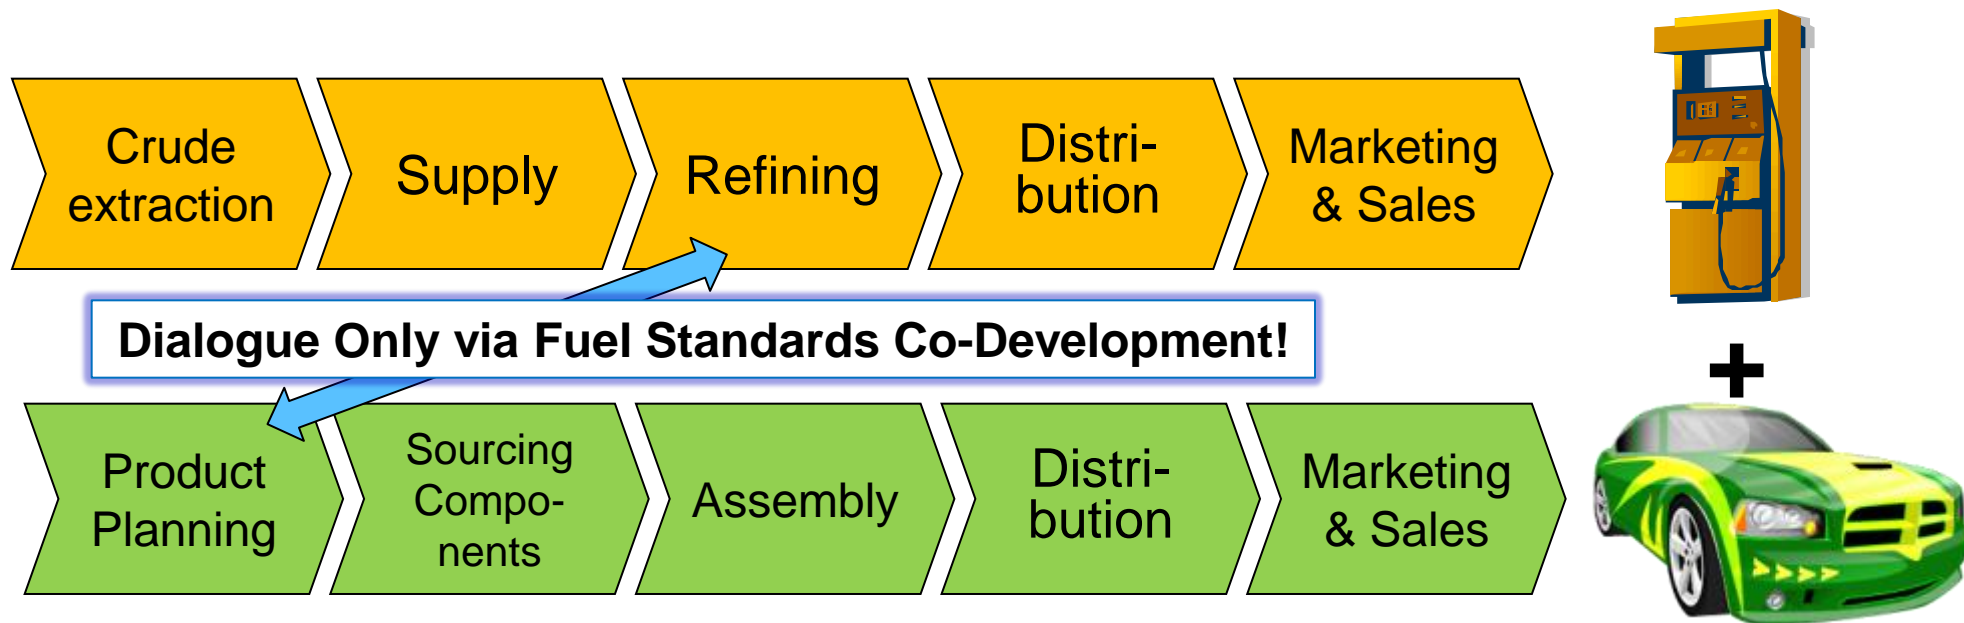 Crude
extraction
Supply
Refining
Distri-
bution
Marketing
& Sales
Dialogue Only via Fuel Standards Co-Development!
+
Product
Planning
Sourcing
Compo-
nents
Assembly
Distri-
bution
Marketing
& Sales